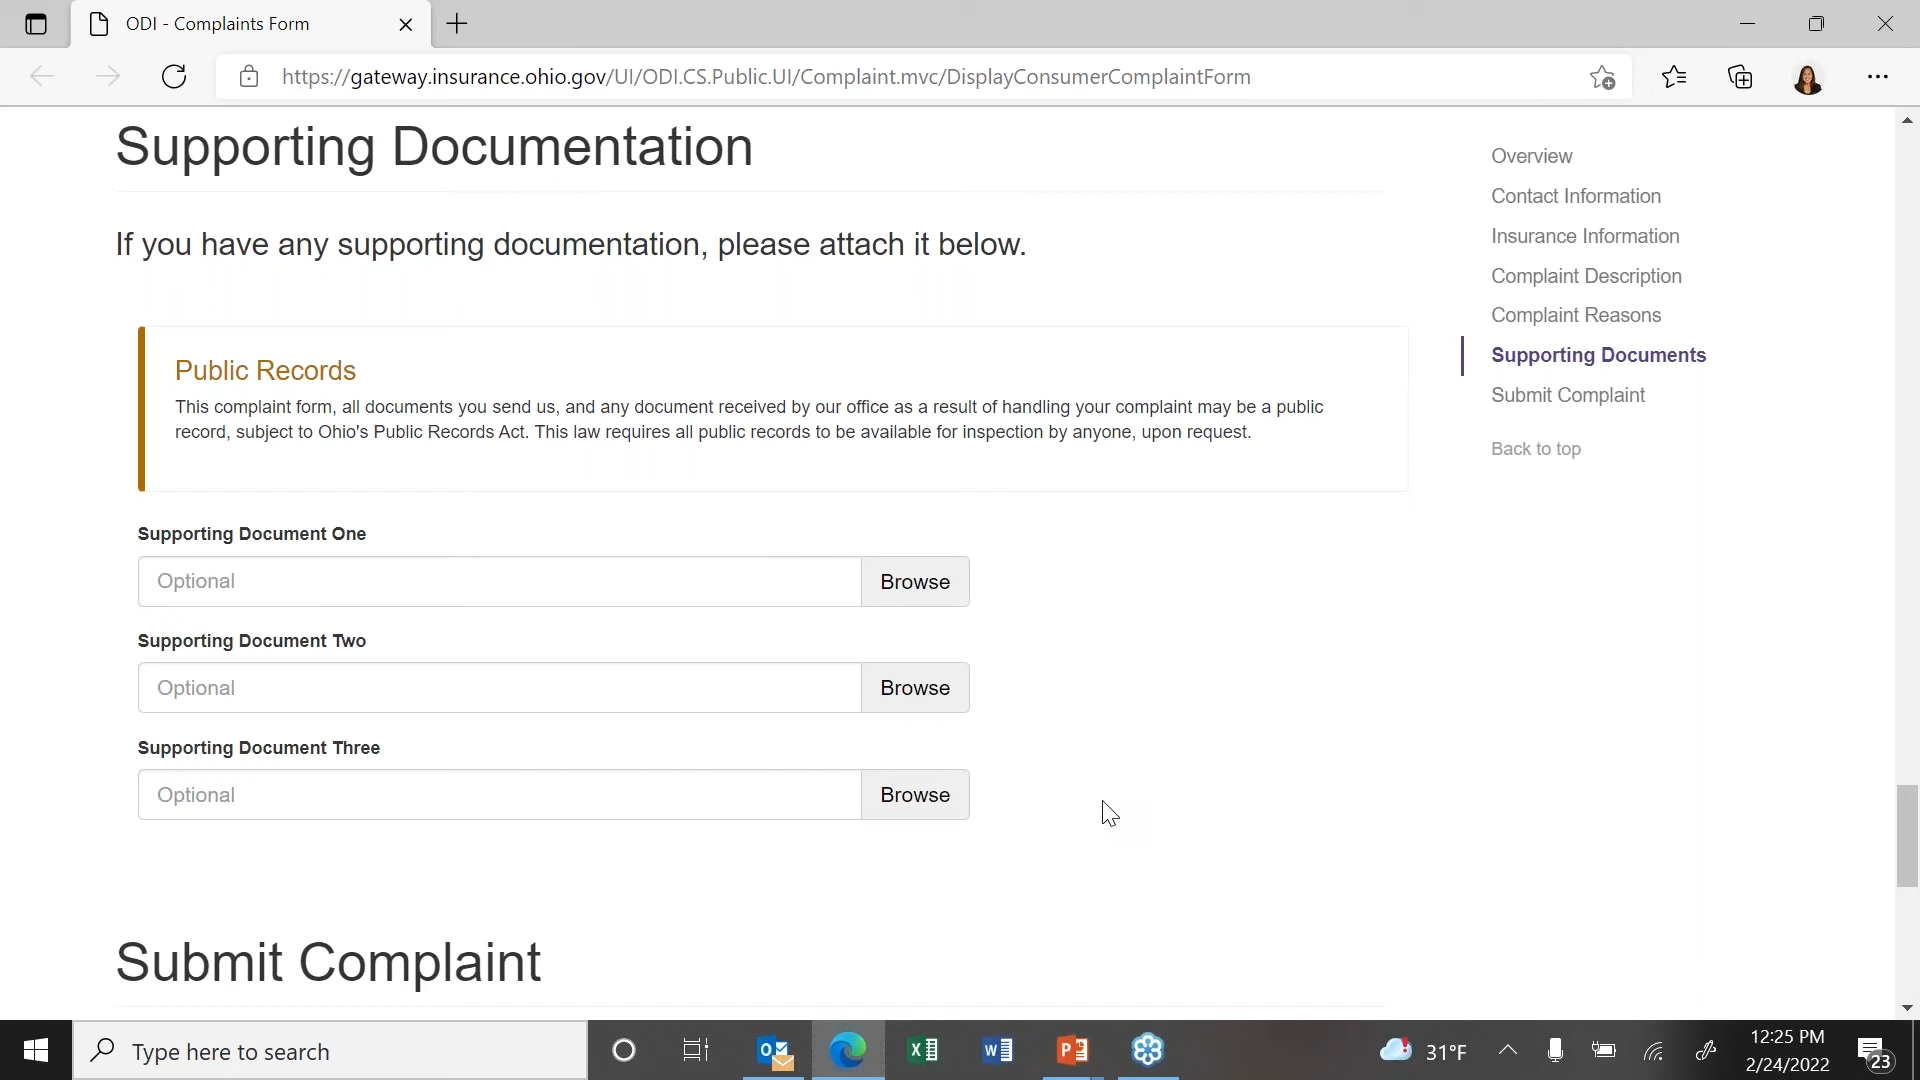 ODI - Complaints Form
https://gateway.insurance.ohio.gov/UI/ODI.CS.Public.UI/Complaint.mvc/DisplayConsumerComplaintForm
Supporting Documentation
If you have any supporting documentation, please attach it below.
Public Records
This complaint form, all documents you send us, and any document received by our office as a result of handling your complaint may be a public
record, subject to Ohio's Public Records Act. This law requires all public records to be available for inspection by anyone, upon request.
Supporting Document One
Optional Browse
Supporting Document Two
Optional Browse
Supporting Document Three
Optional Browse
Submit Complaint
Overview
Contact Information
Insurance Information
Complaint Description
Complaint Reasons
Supporting Documents
Submit Complaint
Back to top
Type here to search
31°F
12:25 PM
2/24/2022
23